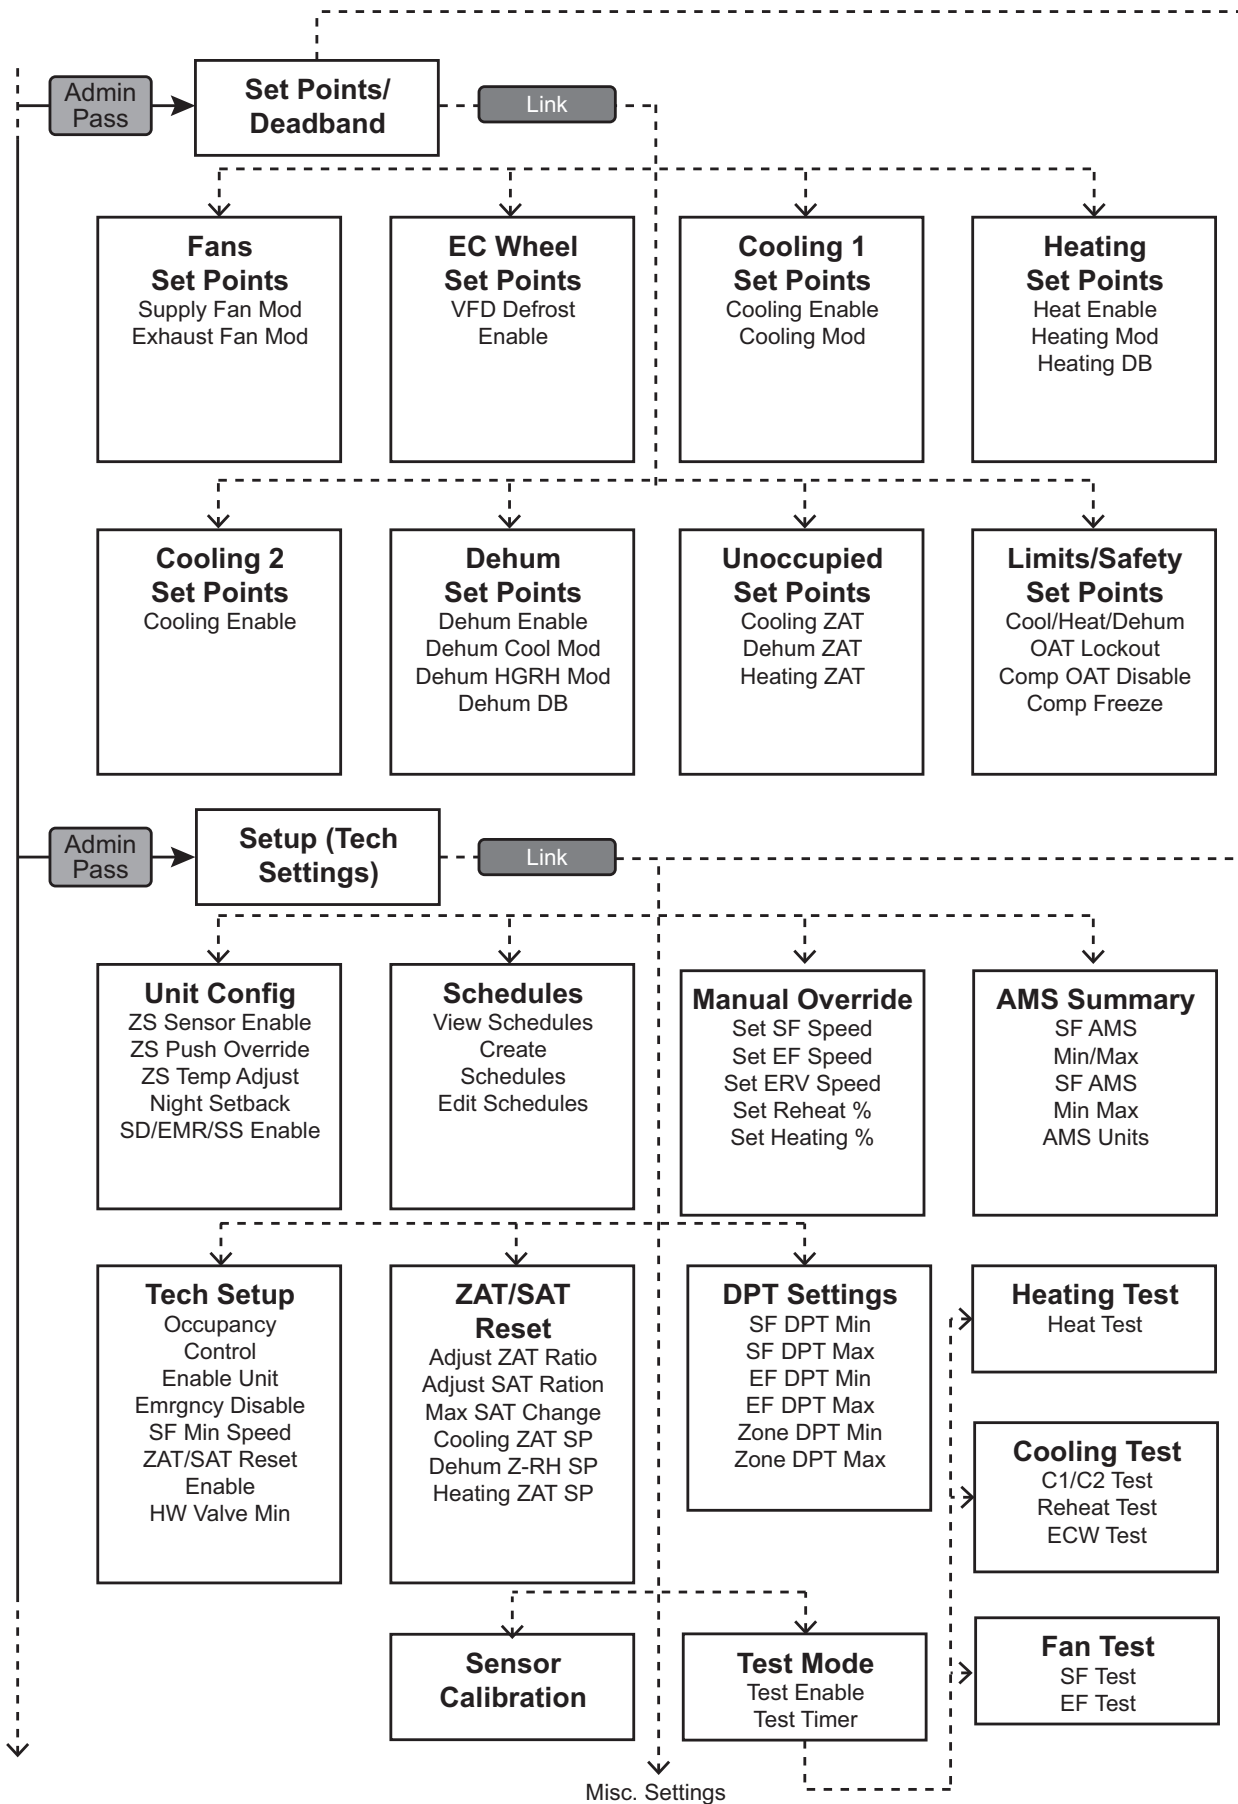 Admin
Pass
Set Points/
Deadband
Link
Fans
Set Points
Supply Fan Mod
Exhaust Fan Mod
EC Wheel
Set Points
VFD Defrost
Enable
Cooling 1
Set Points
Cooling Enable
Cooling Mod
Heating
Set Points
Heat Enable
Heating Mod
Heating DB
Cooling 2
Set Points
Cooling Enable
Dehum
Set Points
Dehum Enable
Dehum Cool Mod
Dehum HGRH Mod
Dehum DB
Unoccupied
Set Points
Cooling ZAT
Dehum ZAT
Heating ZAT
Limits/Safety
Set Points
Cool/Heat/Dehum
OAT Lockout
Comp OAT Disable
Comp Freeze
Admin
Pass
Setup (Tech
Settings)
Link
Unit Config
ZS Sensor Enable
ZS Push Override
ZS Temp Adjust
Night Setback
SD/EMR/SS Enable
Schedules
View Schedules
Create
Schedules
Edit Schedules
Manual Override
Set SF Speed
Set EF Speed
Set ERV Speed
Set Reheat %
Set Heating %
AMS Summary
SF AMS
Min/Max
SF AMS
Min Max
AMS Units
Tech Setup
Occupancy
Control
Enable Unit
Emrgncy Disable
SF Min Speed
ZAT/SAT Reset
Enable
HW Valve Min
ZAT/SAT
Reset
Adjust ZAT Ratio
Adjust SAT Ration
Max SAT Change
Cooling ZAT SP
Dehum Z-RH SP
Heating ZAT SP
DPT Settings
SF DPT Min
SF DPT Max
EF DPT Min
EF DPT Max
Zone DPT Min
Zone DPT Max
Heating Test
Heat Test
Cooling Test
C1/C2 Test
Reheat Test
ECW Test
Sensor
Calibration
Test Mode
Test Enable
Test Timer
Fan Test
SF Test
EF Test
Misc. Settings